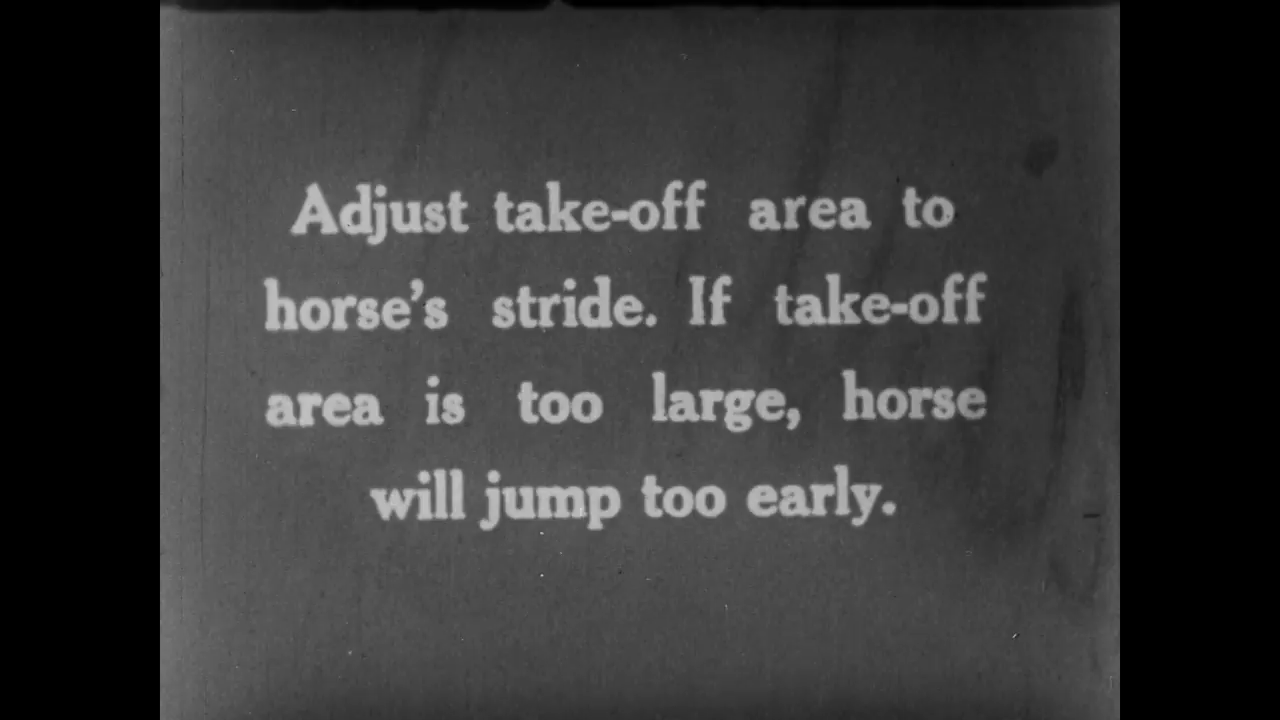 Adjust take-off area to
horse's stride. If take-off
area is too large, horse
will jump too early.